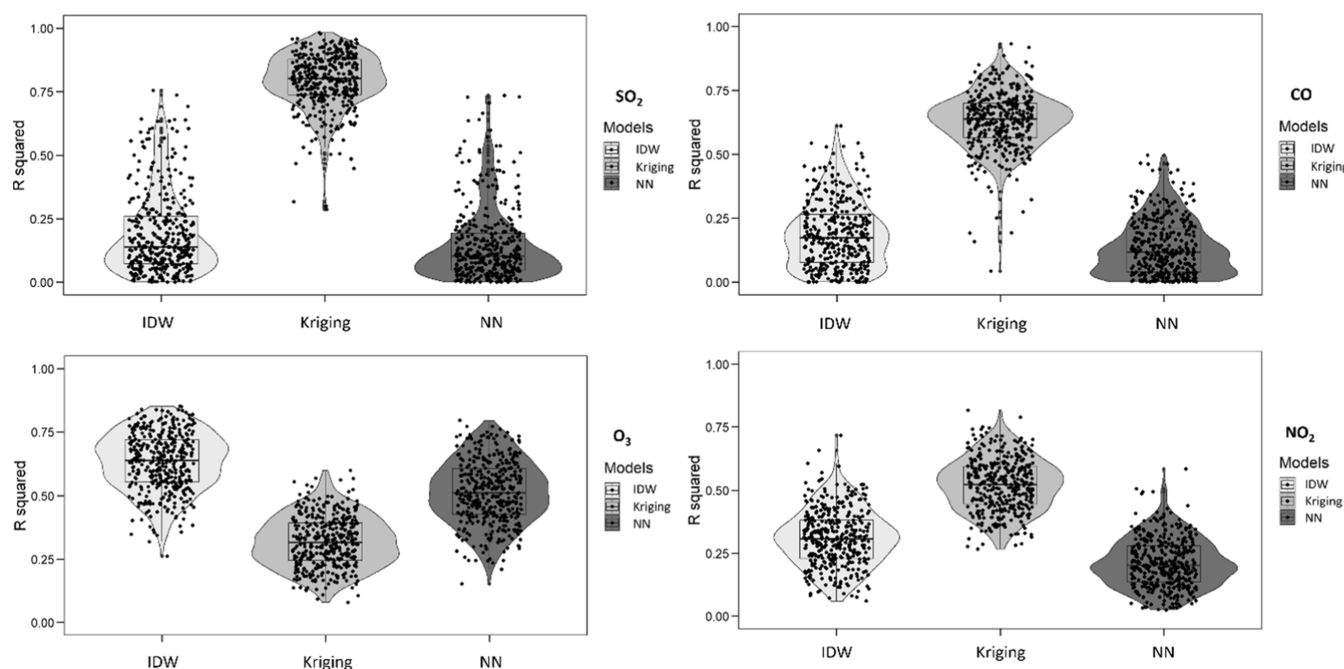 1.00
0.75
0.50
0.25
0.00
R squared
IDW
Kriging
NN
SO₂
Models
IDW
Kriging
NN
1.00
0.75
0.50
0.25
0.00
R squared
IDW
Kriging
NN
CO
Models
IDW
Kriging
NN
1.00
0.75
0.50
0.25
0.00
R squared
IDW
Kriging
NN
O₃
Models
IDW
Kriging
NN
1.00
0.75
0.50
0.25
0.00
R squared
IDW
Kriging
NN
NO₂
Models
IDW
Kriging
NN